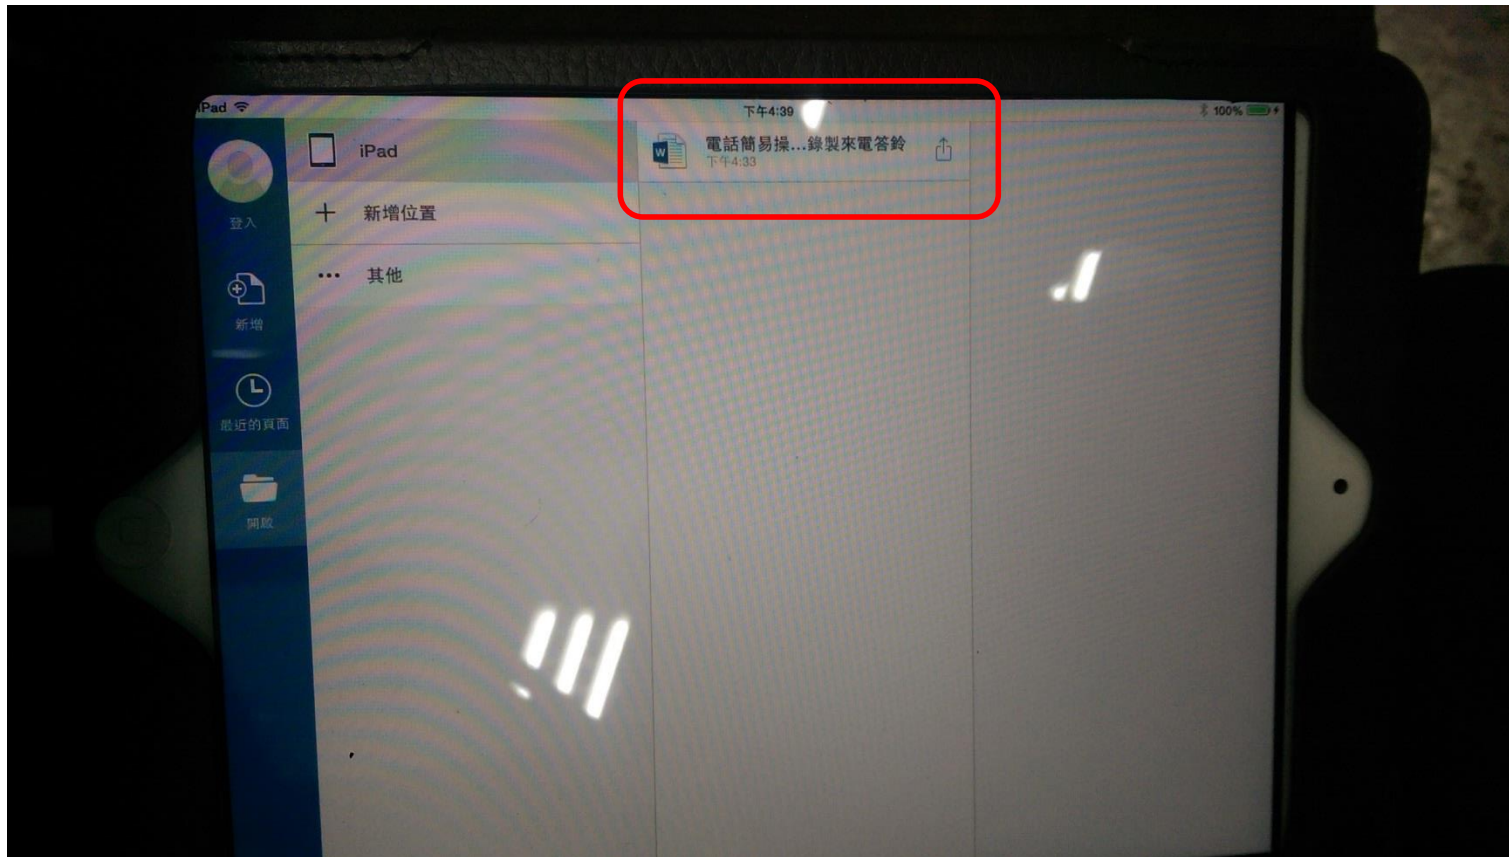 iPad
下午4:39
100%
登入
新增
最近的頁面
開啟
iPad
新增位置
其他
W
電話簡易操...錄製來電答鈴
下午4:33